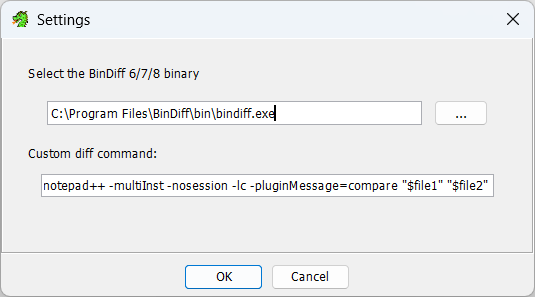 Settings
Select the BinDiff 6/7/8 binary
C:\Program Files\BinDiff\bin\bindiff.exe
...
Custom diff command:
notepad++ -multiInst -nosession -lc -pluginMessage=compare "$file1" "$file2"
OK
Cancel